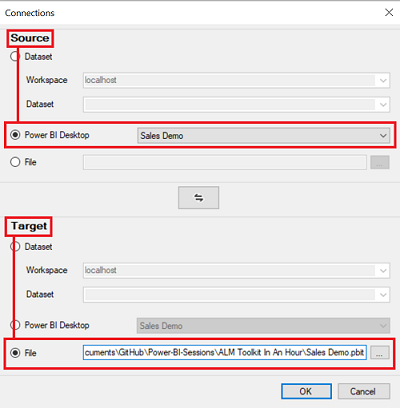 Connections
Source
Dataset
Workspace localhost
Dataset
Power BI Desktop Sales Demo
File ...
Target
Dataset
Workspace localhost
Dataset
Power BI Desktop Sales Demo
File cuments\GitHub\Power-BI-Sessions\ALM Toolkit In An Hour\Sales Demo.pbit ...
OK Cancel